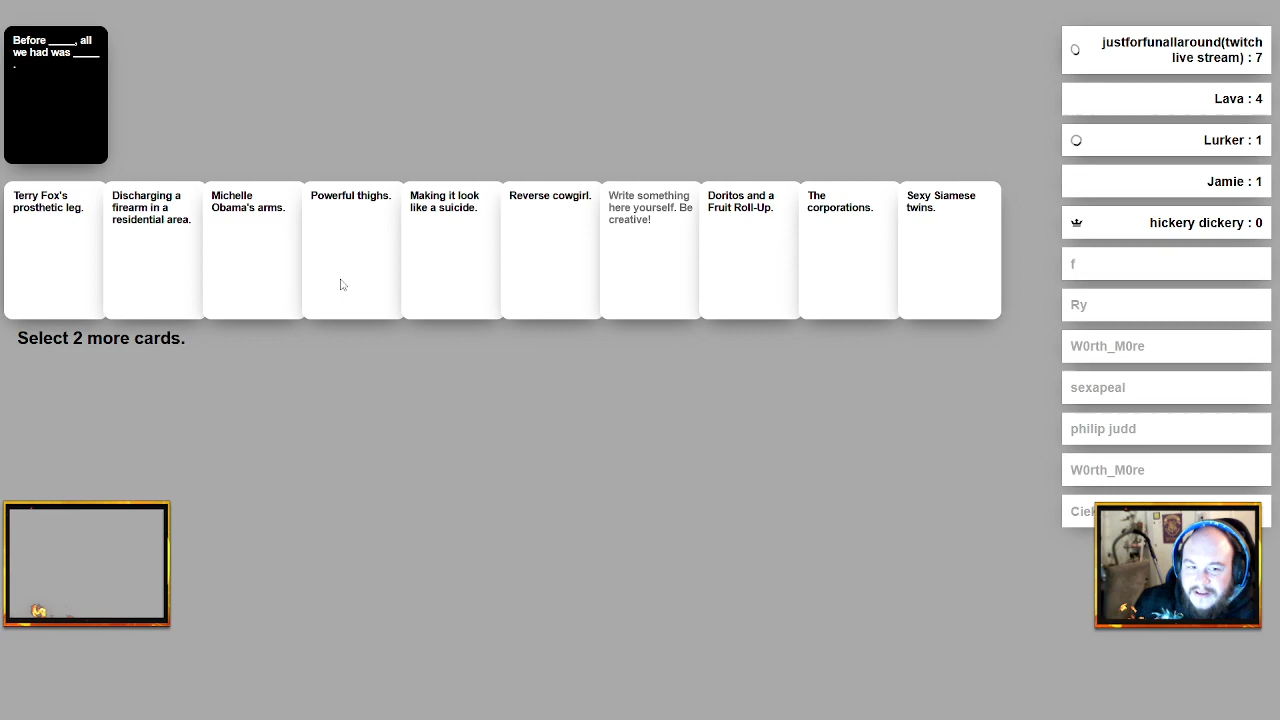 Before _____, all
we had was _____
.
Terry Fox's
prosthetic leg.
Discharging a
firearm in a
residential area.
Michelle
Obama's arms.
Powerful thighs.
Making it look
like a suicide.
Reverse cowgirl.
Write something
here yourself. Be
creative!
Doritos and a
Fruit Roll-Up.
The
corporations.
Sexy Siamese
twins.
Select 2 more cards.
justforfunallaround(twitch
live stream) : 7
Lava : 4
Lurker : 1
Jamie : 1
hickery dickery : 0
f
Ry
W0rth_M0re
sexapeal
philip judd
W0rth_M0re